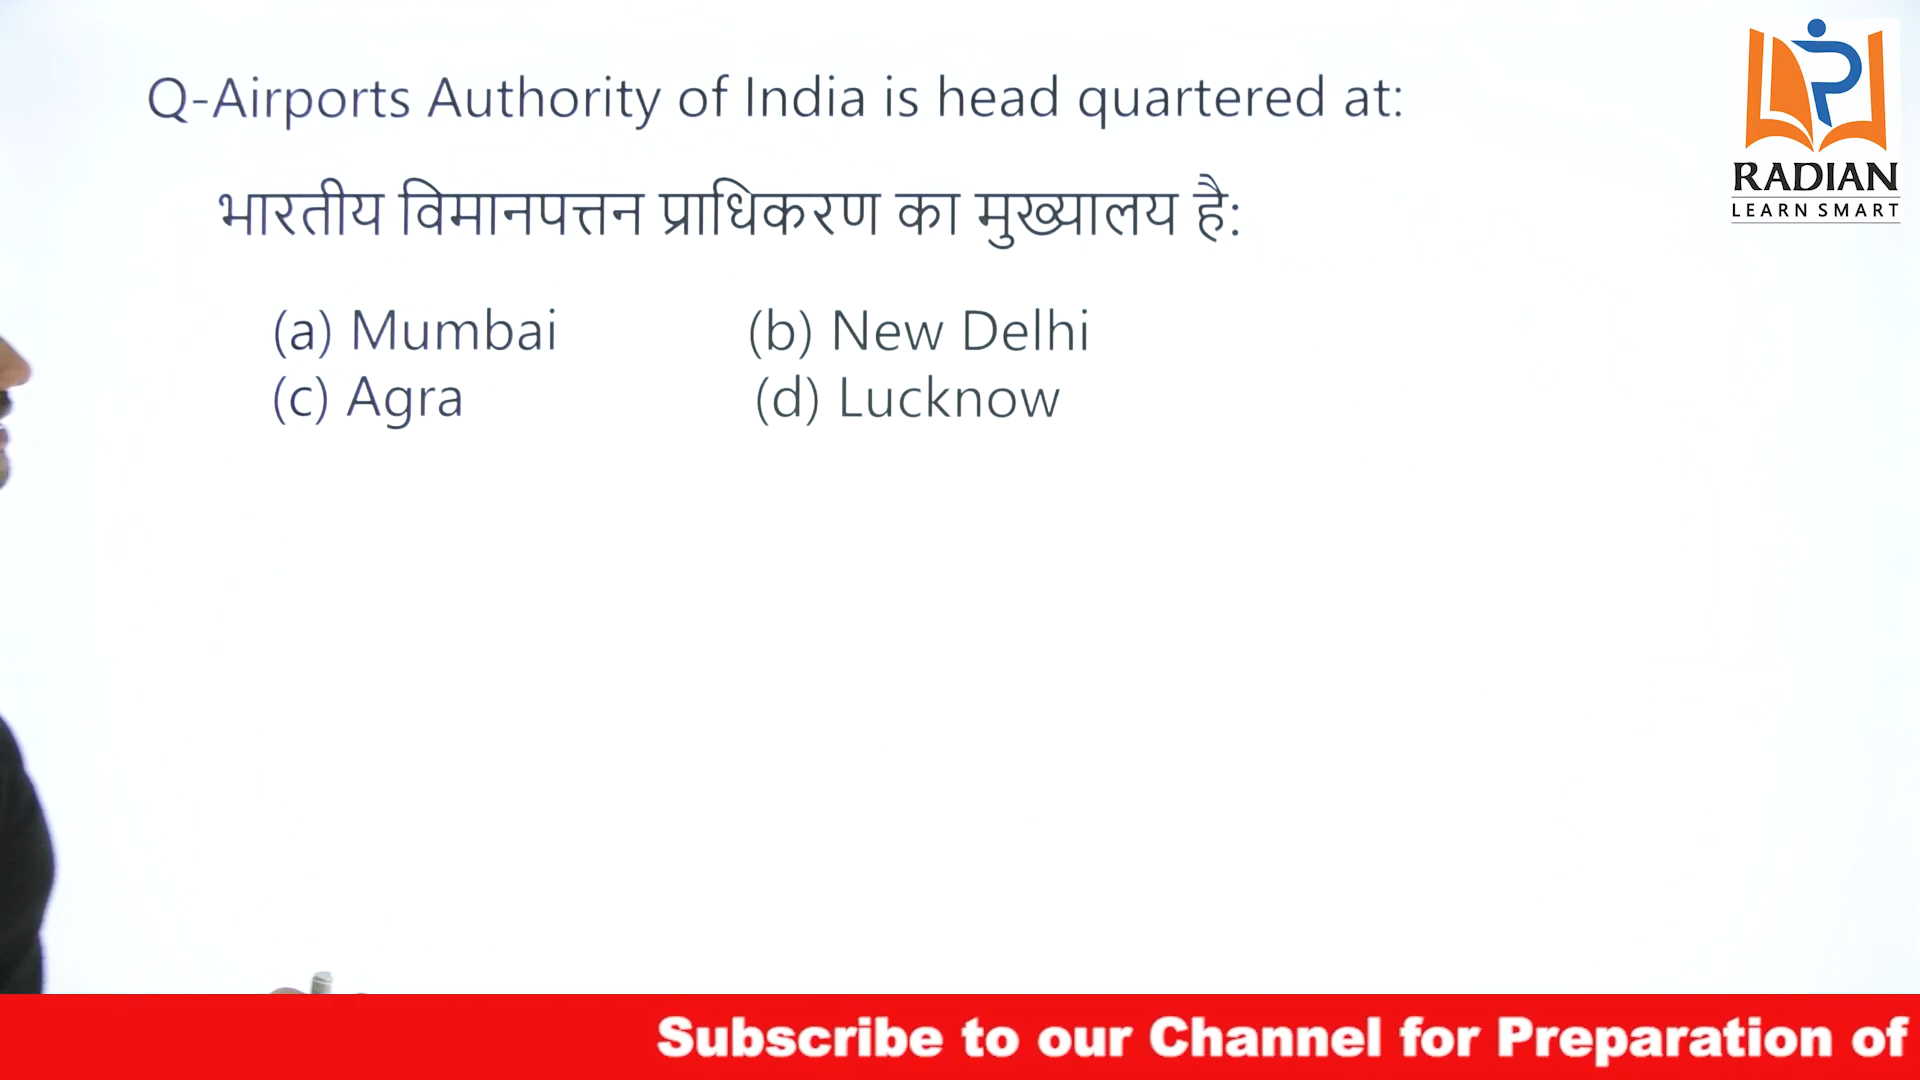 Q-Airports Authority of India is head quartered at:
भारतीय विमानपत्तन प्राधिकरण का मुख्यालय है:
(a) Mumbai (b) New Delhi
(c) Agra (d) Lucknow
RADIAN
LEARN SMART
Subscribe to our Channel for Preparation of